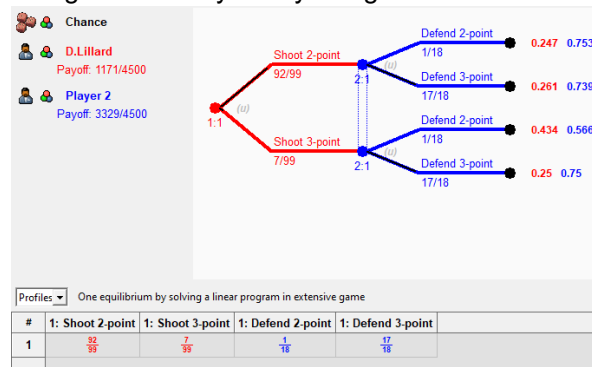 Chance
D.Lillard
Payoff: 1171/4500
Player 2
Payoff: 3329/4500
1:1
(u)
Shoot 2-point
92/99
Shoot 3-point
7/99
2:1
(u)
2:1
(u)
Defend 2-point
1/18
0.247 0.753
Defend 3-point
17/18
0.261 0.739
Defend 2-point
1/18
0.434 0.566
Defend 3-point
17/18
0.25 0.75
Profiles One equilibrium by solving a linear program in extensive game
# 1: Shoot 2-point 1: Shoot 3-point 1: Defend 2-point 1: Defend 3-point
1 92/99 7/99 1/18 17/18